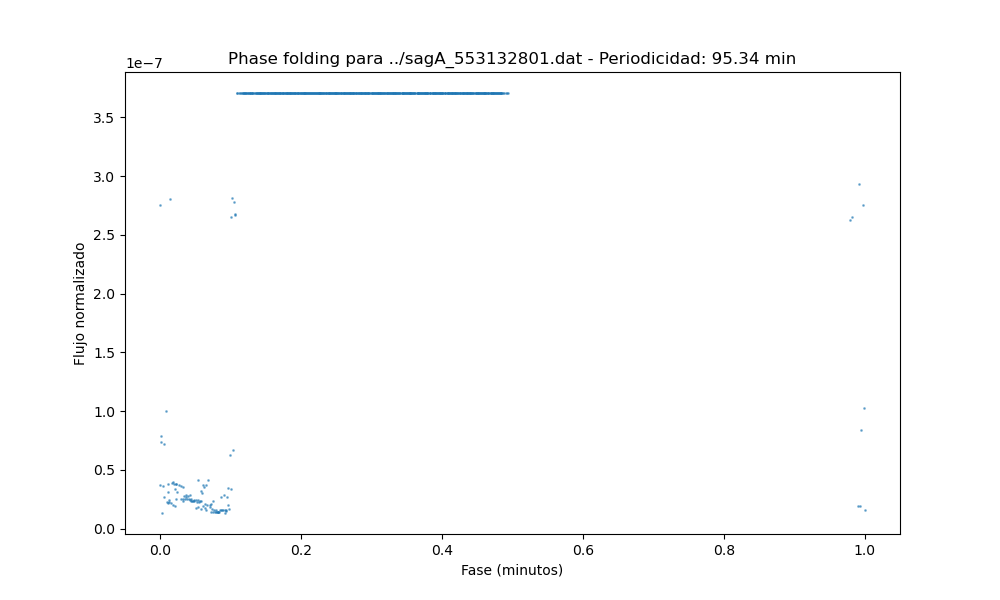 Phase folding para ../sagA_553132801.dat - Periodicidad: 95.34 min
1e−7
3.5
3.0
2.5
2.0
1.5
1.0
0.5
0.0
Flujo normalizado
0.0 0.2 0.4 0.6 0.8 1.0
Fase (minutos)